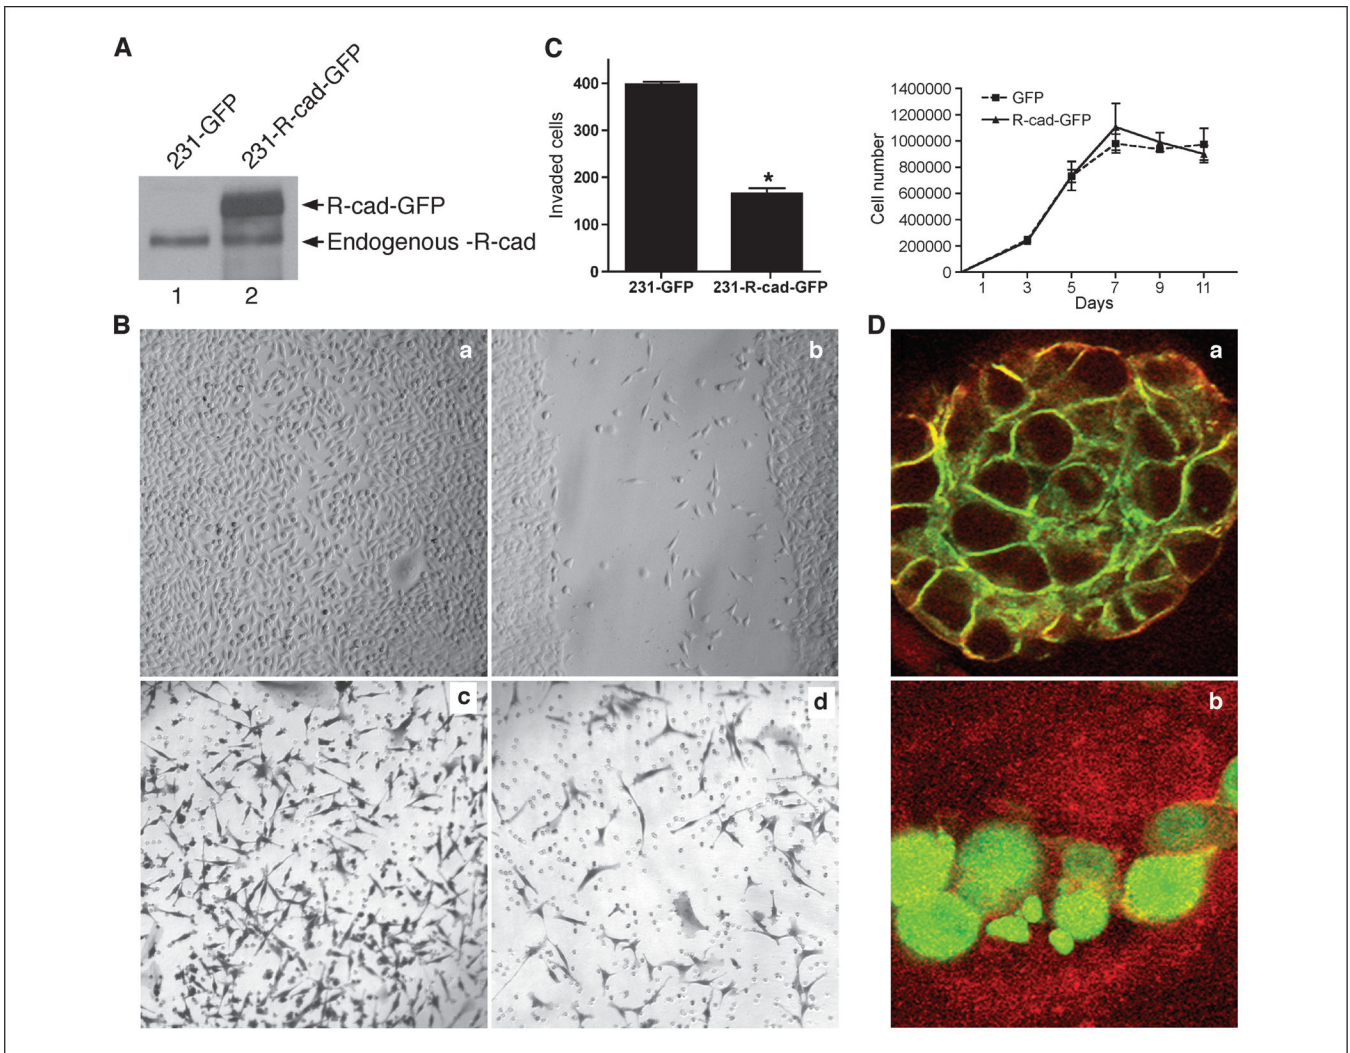 A
231-GFP
231-R-cad-GFP
R-cad-GFP
Endogenous -R-cad
1
2
C
Invaded cells
400
300
200
100
0
*
231-GFP
231-R-cad-GFP
Cell number
1400000
1200000
1000000
800000
600000
400000
200000
0
GFP
R-cad-GFP
1
3
5
7
9
11
Days
B
a
b
c
d
D
a
b